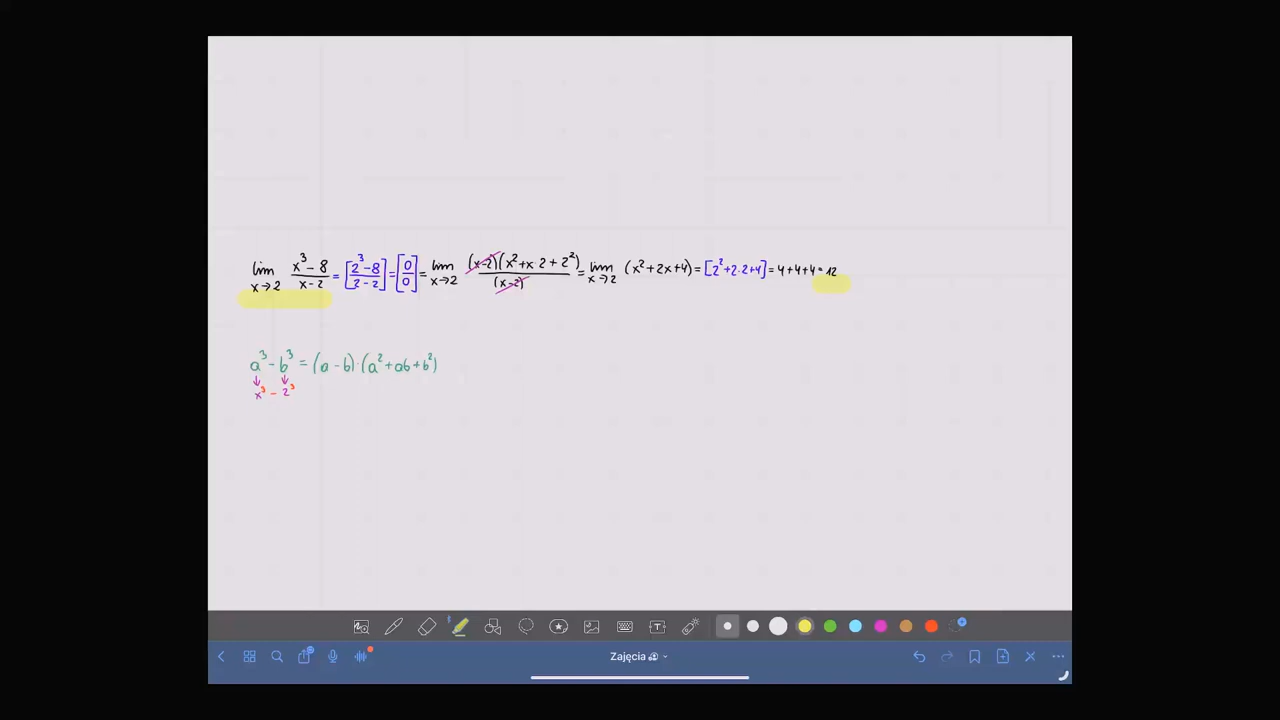 lim x→2 x³-8 / x-2 = [2³-8 / 2-2] = [0/0] = lim x→2 (x-2)(x²+x·2+2²) / (x-2) = lim x→2 (x²+2x+4) = [2²+2·2+4] = 4+4+4 = 12
a³ - b³ = (a-b)·(a²+ab+b²)
↓ ↓
x³ - 2³
Zajęcia